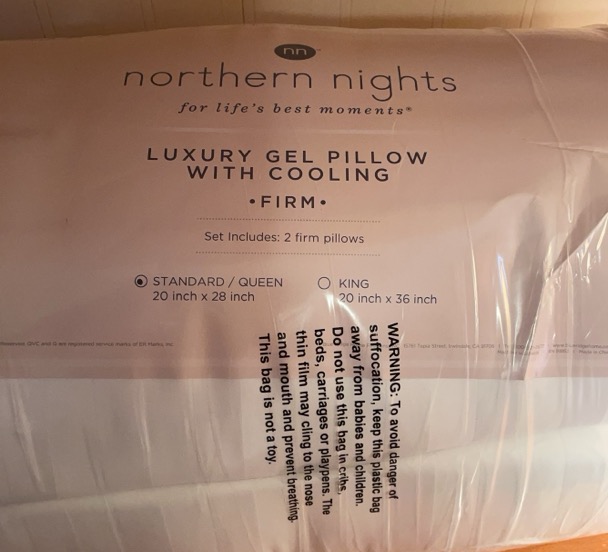 nn
northern nights
for life's best moments®
LUXURY GEL PILLOW
WITH COOLING
•FIRM•
Set Includes: 2 firm pillows
STANDARD / QUEEN
20 inch x 28 inch
KING
20 inch x 36 inch
WARNING: To avoid danger of
suffocation, keep this plastic bag
away from babies and children.
Do not use this bag in cribs,
beds, carriages or playpens. The
thin film may cling to the nose
and mouth and prevent breathing.
This bag is not a toy.